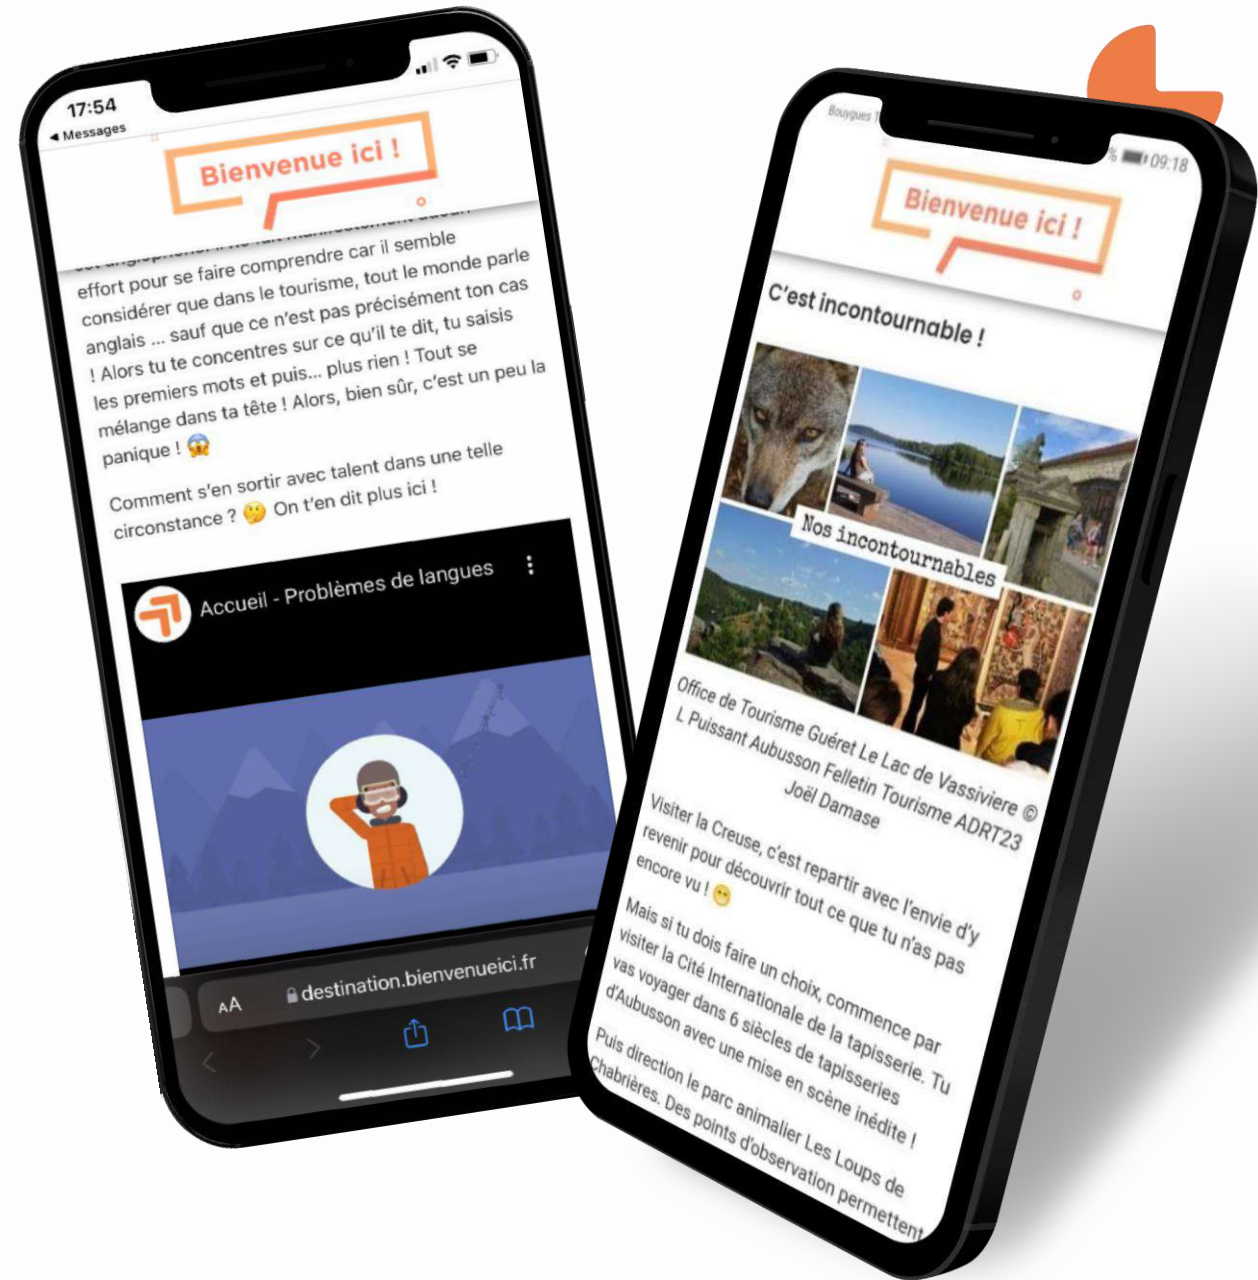 17:54
◀ Messages
Bienvenue ici !
effort pour se faire comprendre car il semble
considérer que dans le tourisme, tout le monde parle
anglais ... sauf que ce n'est pas précisément ton cas
! Alors tu te concentres sur ce qu'il te dit, tu saisis
les premiers mots et puis... plus rien ! Tout se
mélange dans ta tête ! Alors, bien sûr, c'est un peu la
panique ! 😱
Comment s'en sortir avec talent dans une telle
circonstance ? 🤔 On t'en dit plus ici !
Accueil - Problèmes de langues
AA destination.bienvenueici.fr
Bouygues
% 09:18
Bienvenue ici !
C'est incontournable !
Nos incontournables
Office de Tourisme Guéret Le Lac de Vassiviere ©
L Puissant Aubusson Felletin Tourisme ADRT23
Joël Damase
Visiter la Creuse, c'est repartir avec l'envie d'y
revenir pour découvrir tout ce que tu n'as pas
encore vu ! 😁
Mais si tu dois faire un choix, commence par
visiter la Cité Internationale de la tapisserie. Tu
vas voyager dans 6 siècles de tapisseries
d'Aubusson avec une mise en scène inédite !
Puis direction le parc animalier Les Loups de
Chabrières. Des points d'observation permettent